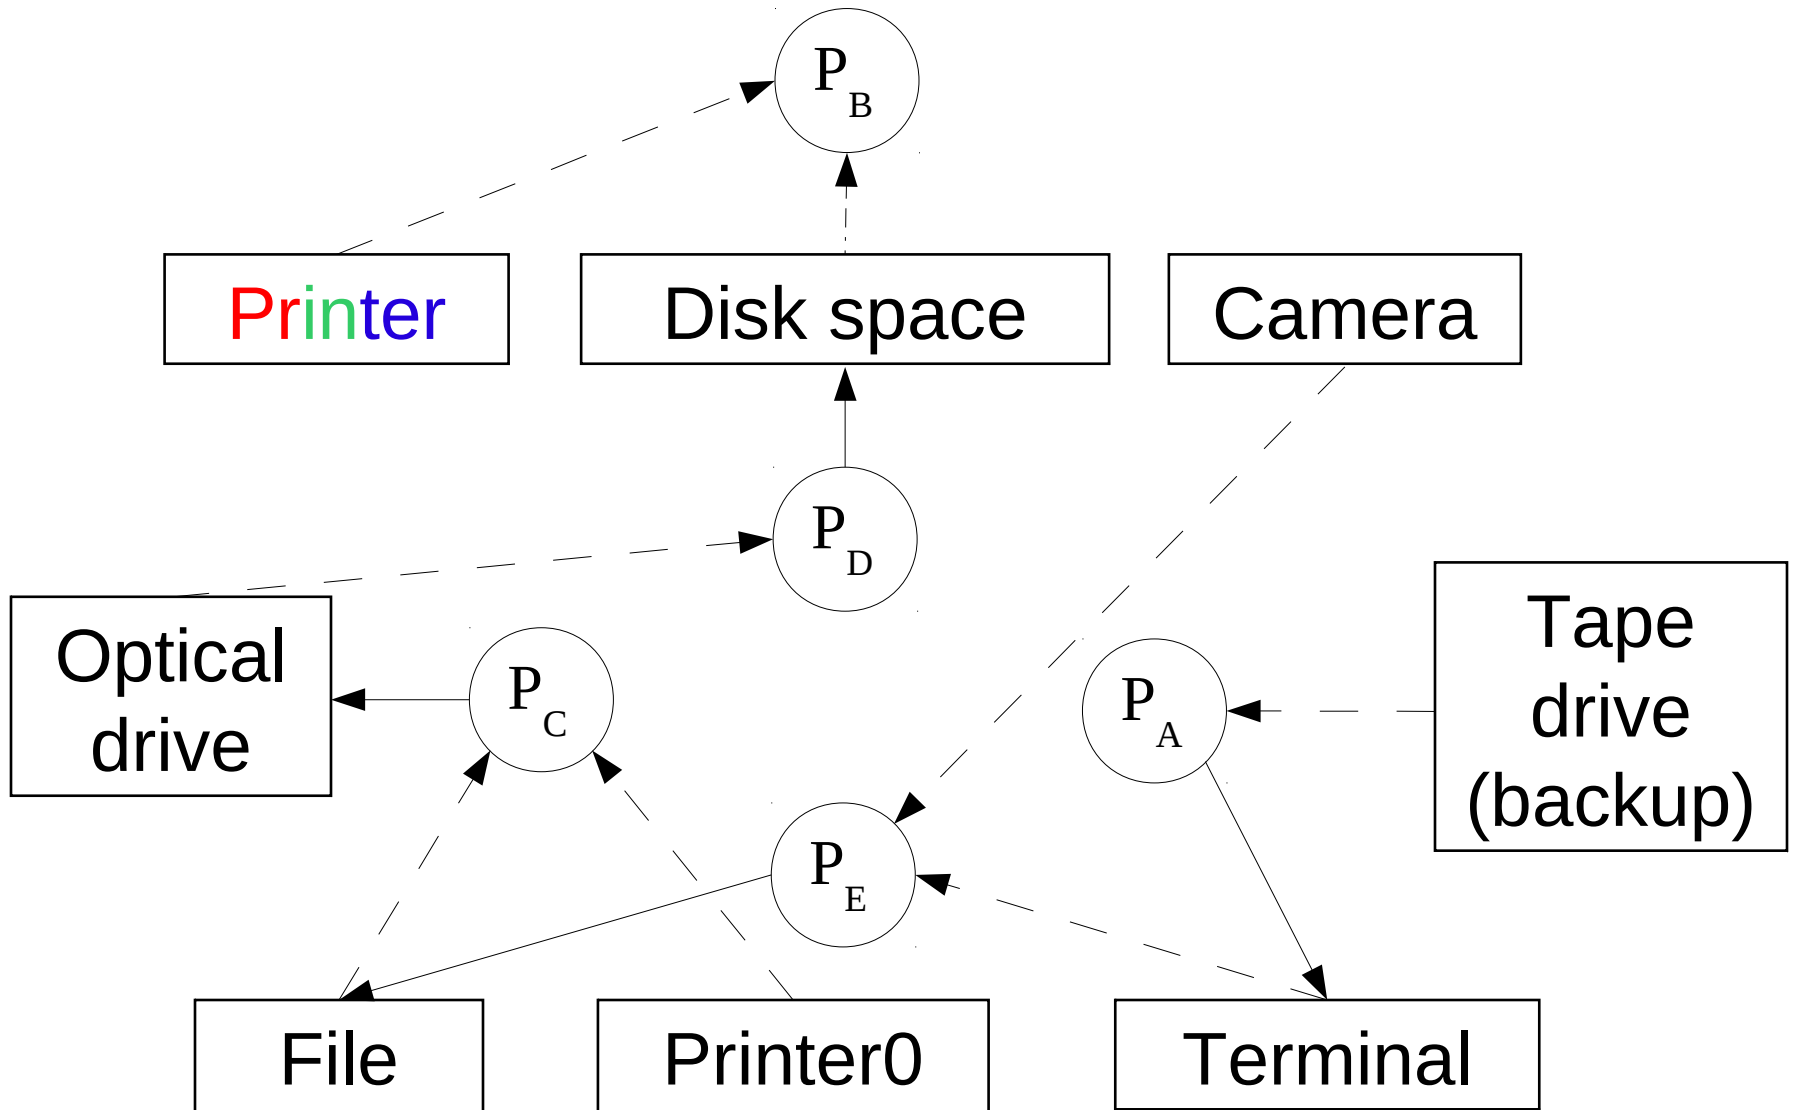 P_B
Printer
Disk space
Camera
P_D
Optical
drive
P_C
P_A
Tape
drive
(backup)
P_E
File
Printer0
Terminal